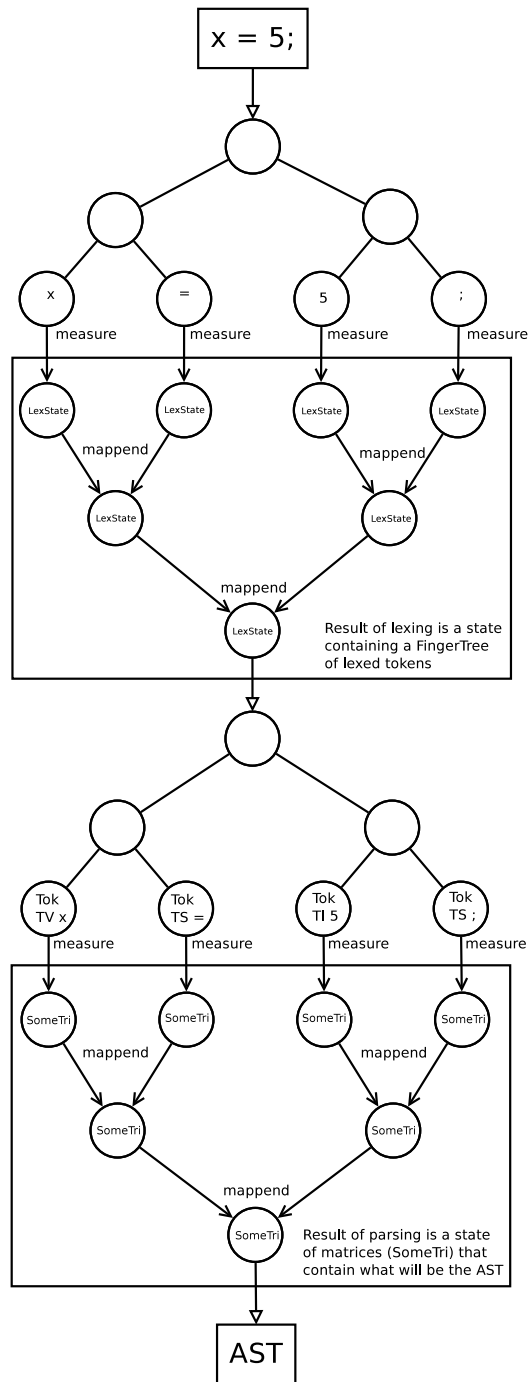 x = 5;
x
=
5
;
measure
measure
measure
measure
LexState
LexState
LexState
LexState
mappend
mappend
LexState
LexState
mappend
LexState
Result of lexing is a state
containing a FingerTree
of lexed tokens
Tok
TV x
Tok
TS =
Tok
TI 5
Tok
TS ;
measure
measure
measure
measure
SomeTri
SomeTri
SomeTri
SomeTri
mappend
mappend
SomeTri
SomeTri
mappend
SomeTri
Result of parsing is a state
of matrices (SomeTri) that
contain what will be the AST
AST